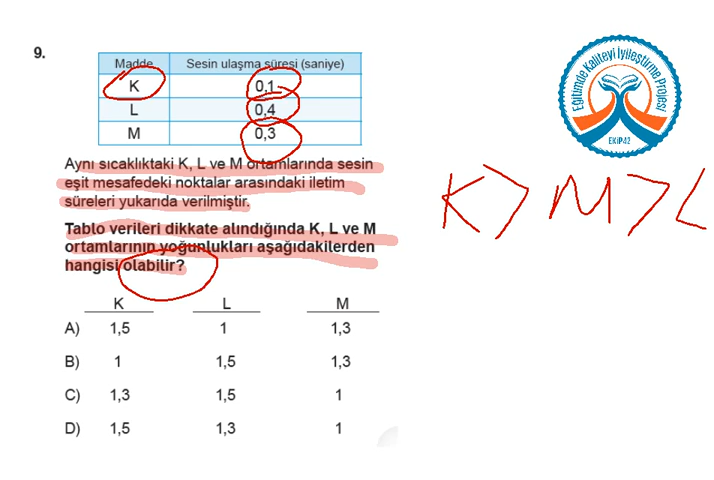 9.
Madde Sesin ulaşma süresi (saniye)
K 0,1
L 0,4
M 0,3
Aynı sıcaklıktaki K, L ve M ortamlarında sesin
eşit mesafedeki noktalar arasındaki iletim
süreleri yukarıda verilmiştir.
Tablo verileri dikkate alındığında K, L ve M
ortamlarının yoğunlukları aşağıdakilerden
hangisi olabilir?
K L M
A) 1,5 1 1,3
B) 1 1,5 1,3
C) 1,3 1,5 1
D) 1,5 1,3 1
Eğitimde Kaliteyi İyileştirme Projesi
EKİP42
K > M > L